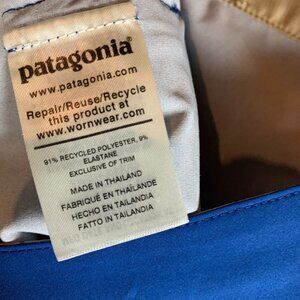 patagonia®
www.patagonia.com
Repair/Reuse/Recycle
this product at
www.wornwear.com
91% RECYCLED POLYESTER, 9%
ELASTANE
EXCLUSIVE OF TRIM
MADE IN THAILAND
FABRIQUÉ EN THAÏLANDE
HECHO EN TAILANDIA
FATTO IN TAILANDIA